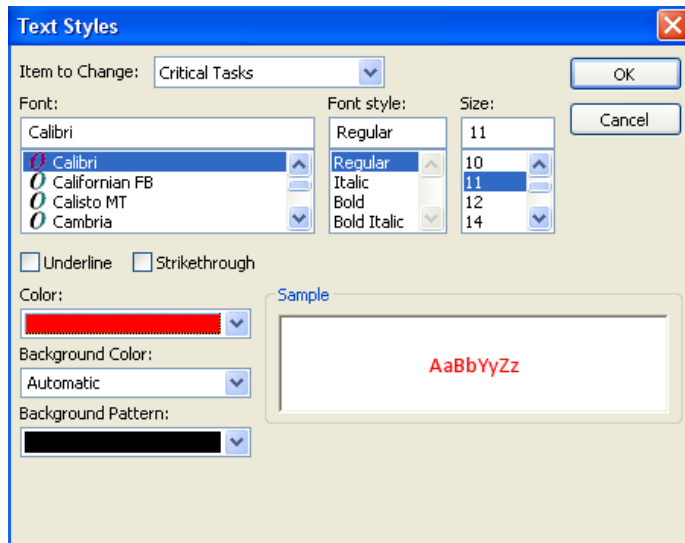 Text Styles
Item to Change: Critical Tasks
OK
Font: Font style: Size:
Cancel
Calibri Regular 11
Calibri Regular 10
Californian FB Italic 11
Calisto MT Bold 12
Cambria Bold Italic 14
Underline Strikethrough
Color: Sample
AaBbYyZz
Background Color:
Automatic
Background Pattern: